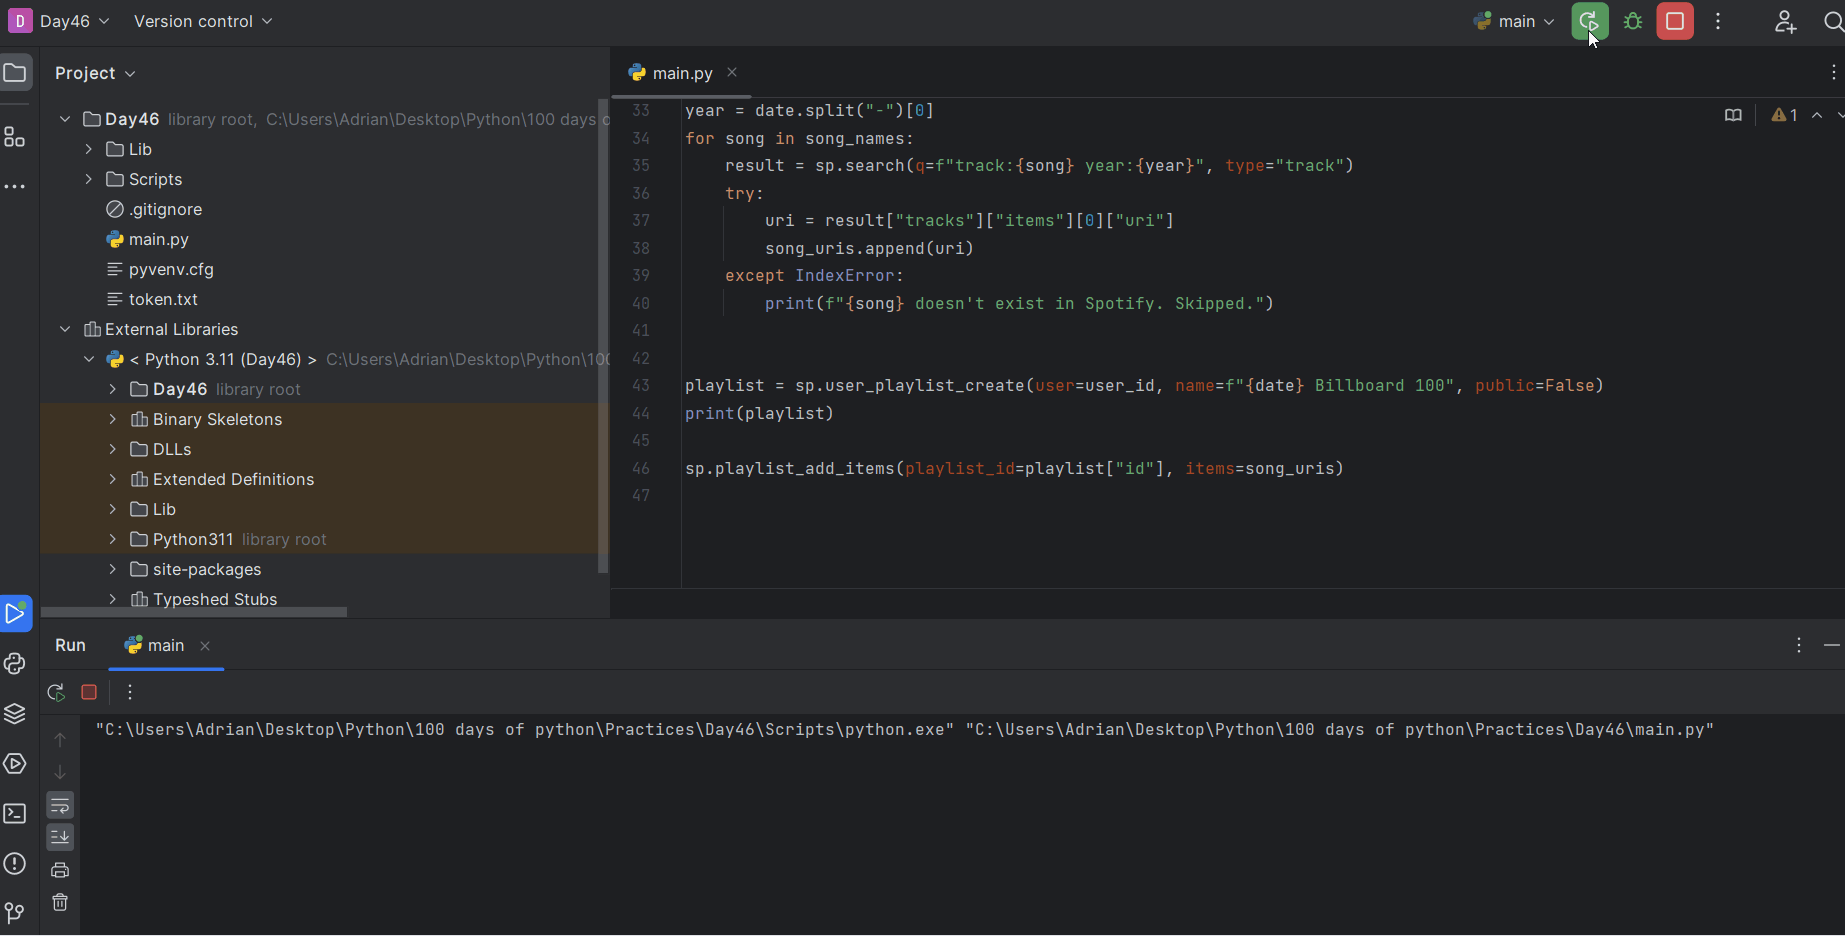 D Day46 Version control main
Project
main.py
Day46 library root, C:\Users\Adrian\Desktop\Python\100 days o
Lib
Scripts
.gitignore
main.py
pyvenv.cfg
token.txt
External Libraries
< Python 3.11 (Day46) > C:\Users\Adrian\Desktop\Python\100
Day46 library root
Binary Skeletons
DLLs
Extended Definitions
Lib
Python311 library root
site-packages
Typeshed Stubs
1
33 year = date.split("-")[0]
34 for song in song_names:
35     result = sp.search(q=f"track:{song} year:{year}", type="track")
36     try:
37         uri = result["tracks"]["items"][0]["uri"]
38         song_uris.append(uri)
39     except IndexError:
40         print(f"{song} doesn't exist in Spotify. Skipped.")
41
42
43 playlist = sp.user_playlist_create(user=user_id, name=f"{date} Billboard 100", public=False)
44 print(playlist)
45
46 sp.playlist_add_items(playlist_id=playlist["id"], items=song_uris)
47
Run main
"C:\Users\Adrian\Desktop\Python\100 days of python\Practices\Day46\Scripts\python.exe" "C:\Users\Adrian\Desktop\Python\100 days of python\Practices\Day46\main.py"